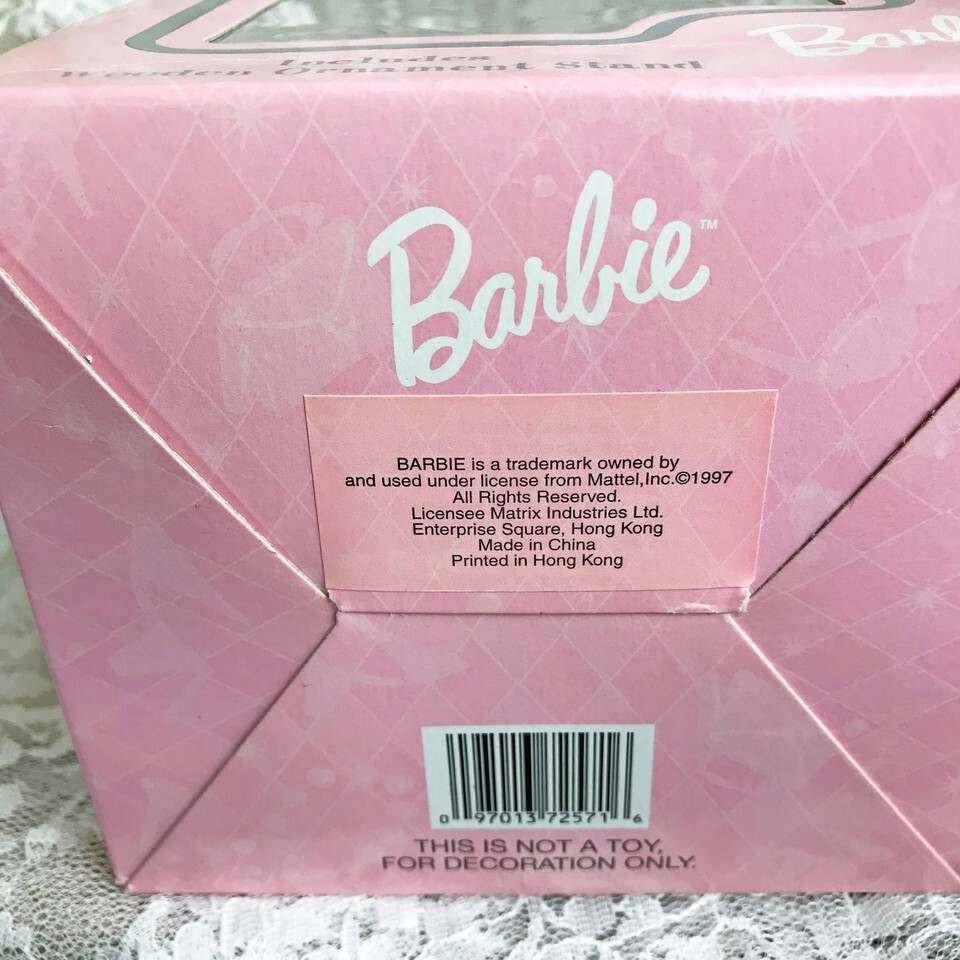 Includes
Wooden Ornament Stand
Barbie™
BARBIE is a trademark owned by
and used under license from Mattel,Inc.©1997
All Rights Reserved.
Licensee Matrix Industries Ltd.
Enterprise Square, Hong Kong
Made in China
Printed in Hong Kong
0 97013 72571 6
THIS IS NOT A TOY,
FOR DECORATION ONLY.